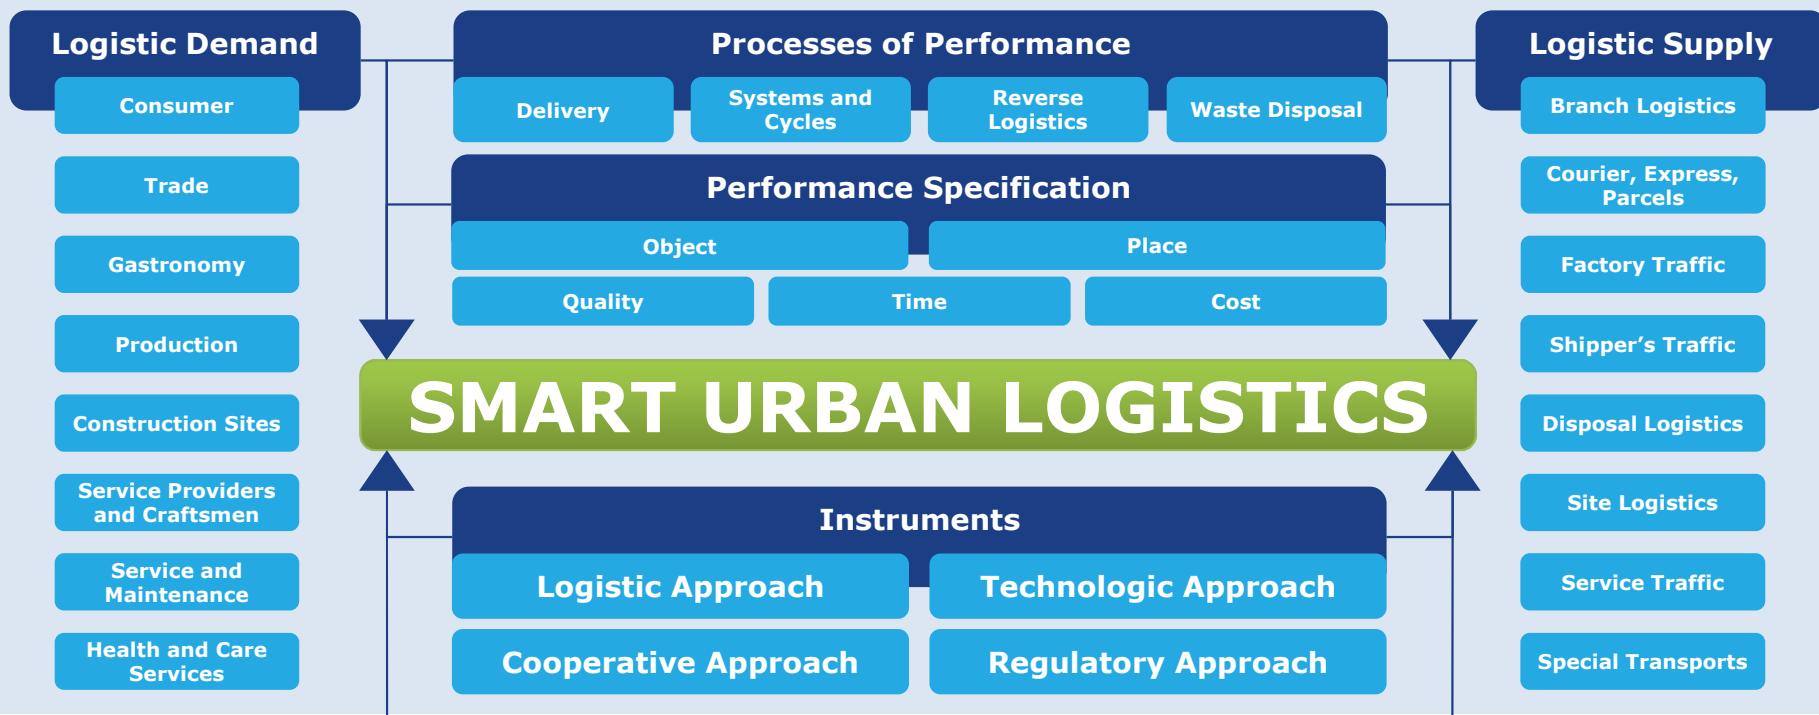 Logistic Demand
Consumer
Trade
Gastronomy
Production
Construction Sites
Service Providers
and Craftsmen
Service and
Maintenance
Health and Care
Services
Processes of Performance
Delivery
Systems and
Cycles
Reverse
Logistics
Waste Disposal
Performance Specification
Object
Place
Quality
Time
Cost
SMART URBAN LOGISTICS
Instruments
Logistic Approach
Technologic Approach
Cooperative Approach
Regulatory Approach
Logistic Supply
Branch Logistics
Courier, Express,
Parcels
Factory Traffic
Shipper’s Traffic
Disposal Logistics
Site Logistics
Service Traffic
Special Transports